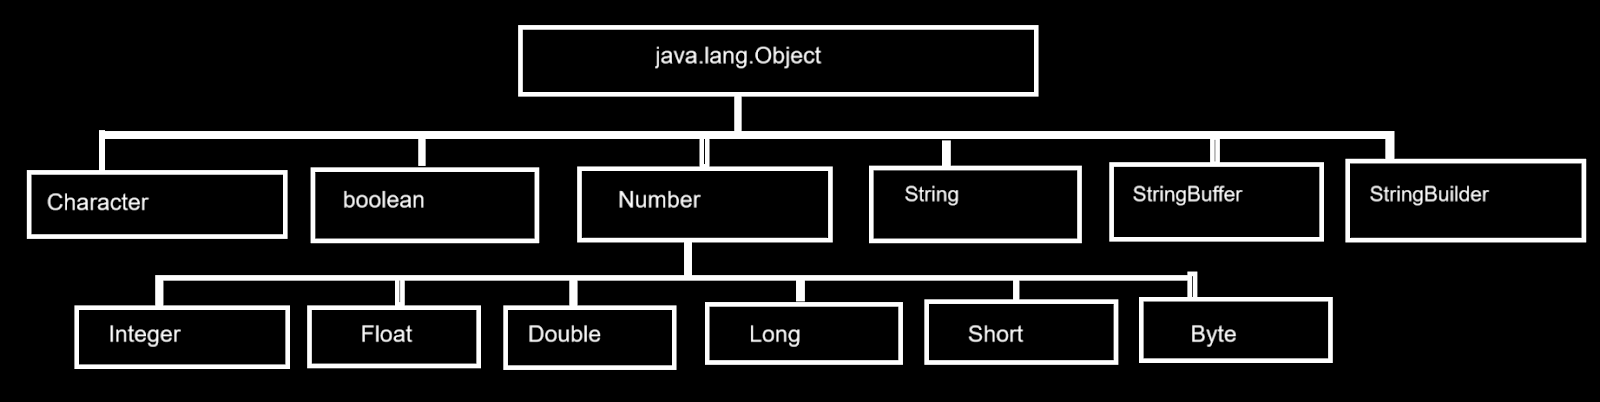 java.lang.Object
Character
boolean
Number
String
StringBuffer
StringBuilder
Integer
Float
Double
Long
Short
Byte